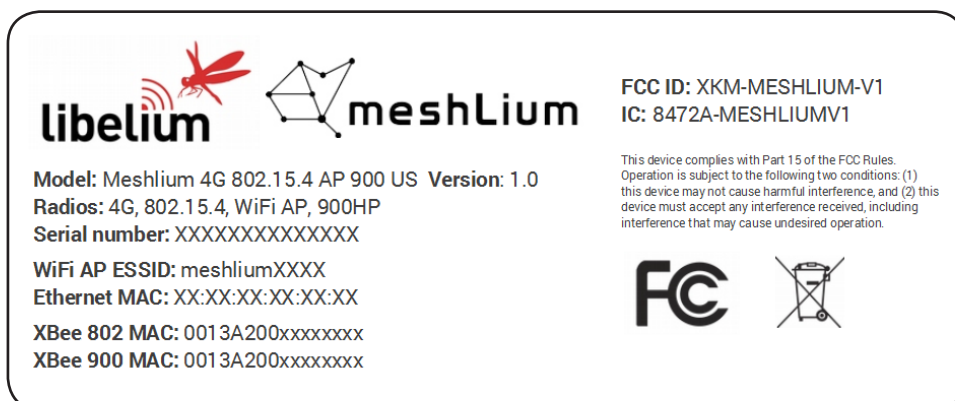 libelium
meshLium
Model: Meshlium 4G 802.15.4 AP 900 US Version: 1.0
Radios: 4G, 802.15.4, WiFi AP, 900HP
Serial number: XXXXXXXXXXXXXX
WiFi AP ESSID: meshliumXXXX
Ethernet MAC: XX:XX:XX:XX:XX:XX
XBee 802 MAC: 0013A200xxxxxxxx
XBee 900 MAC: 0013A200xxxxxxxx
FCC ID: XKM-MESHLIUM-V1
IC: 8472A-MESHLIUMV1
This device complies with Part 15 of the FCC Rules.
Operation is subject to the following two conditions: (1)
this device may not cause harmful interference, and (2) this
device must accept any interference received, including
interference that may cause undesired operation.
FC